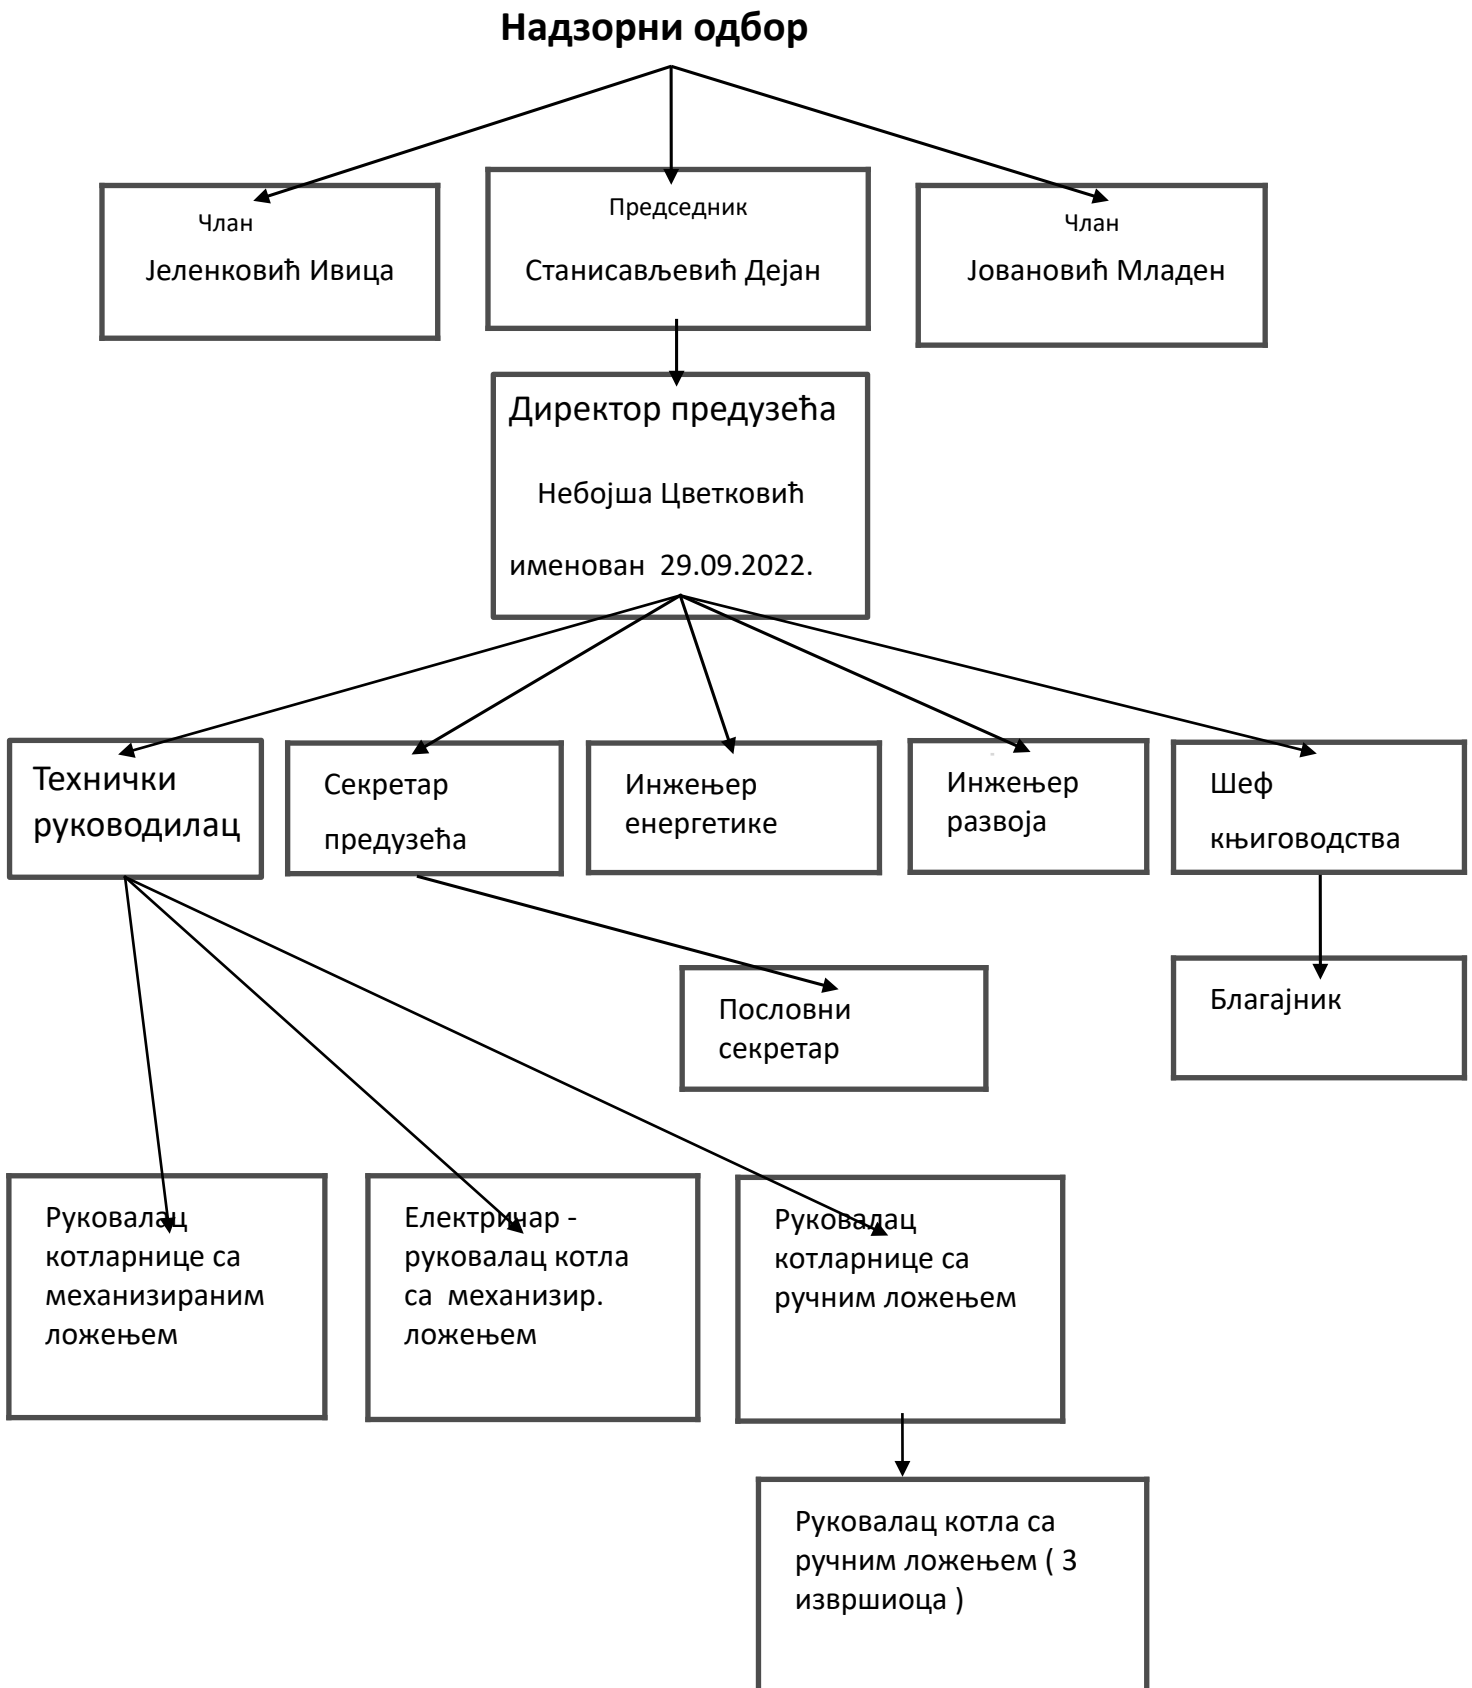 Надзорни одбор
Члан
Јеленковић Ивица
Председник
Станисављевић Дејан
Члан
Јовановић Младен
Директор предузећа
Небојша Цветковић
именован 29.09.2022.
Технички
руководилац
Секретар
предузећа
Инжењер
енергетике
Инжењер
развоја
Шеф
књиговодства
Пословни
секретар
Благајник
Руковалац
котларнице са
механизираним
ложењем
Електричар -
руковалац котла
са механизир.
ложењем
Руковалац
котларнице са
ручним ложењем
Руковалац котла са
ручним ложењем ( 3
извршиоца )